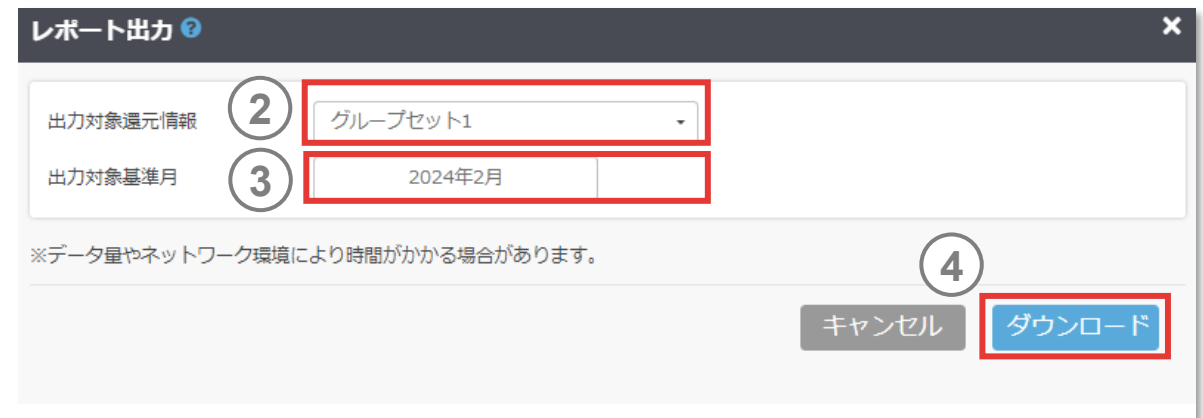 レポート出力 ?
×
出力対象還元情報 ② グループセット1
出力対象基準月 ③ 2024年2月
※データ量やネットワーク環境により時間がかかる場合があります。
④
キャンセル ダウンロード